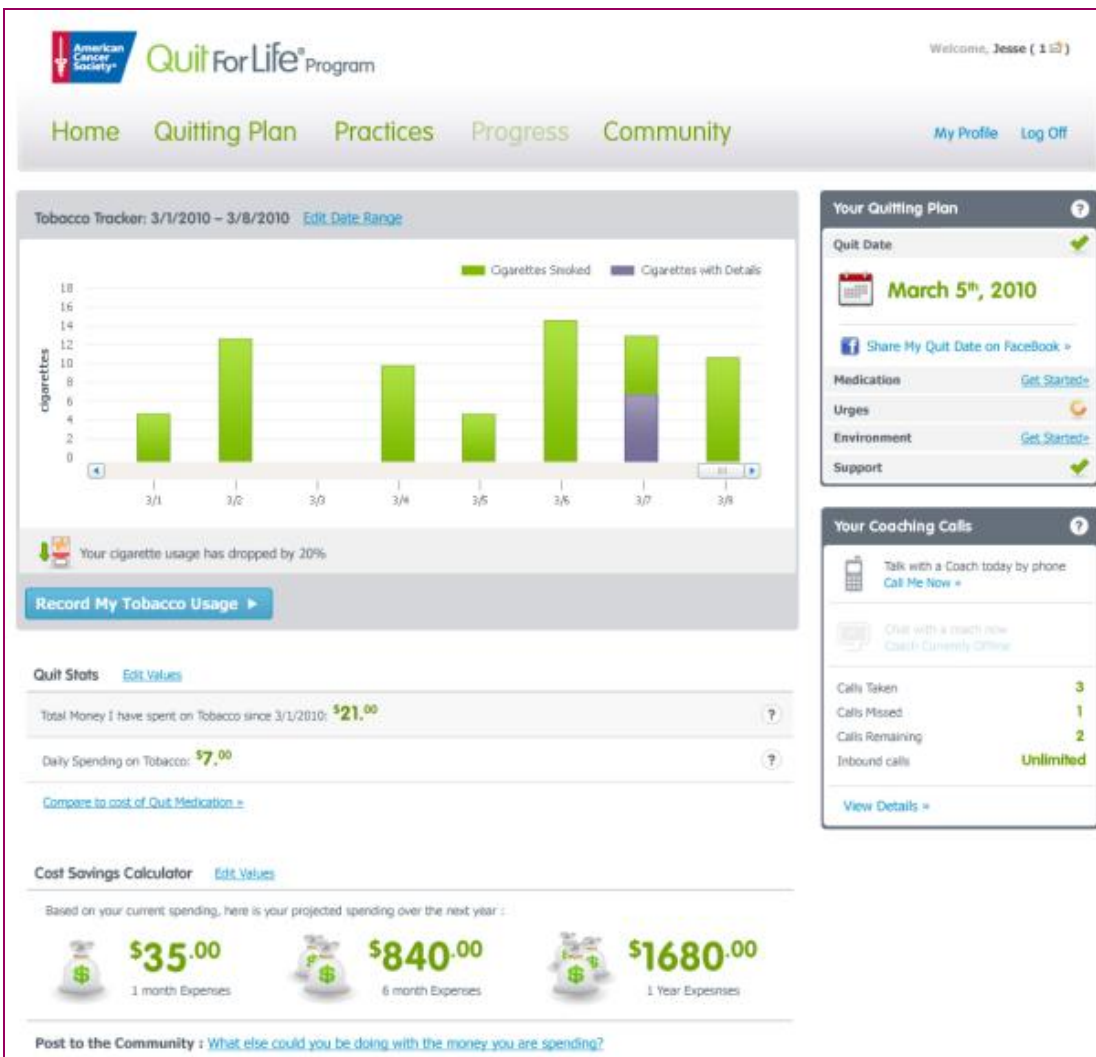 American
Cancer
Society®
Quit For Life® Program
Welcome, Jesse ( 1 )
Home Quitting Plan Practices Progress Community
My Profile Log Off
Tobacco Tracker: 3/1/2010 – 3/8/2010 Edit Date Range
Cigarettes Smoked Cigarettes with Details
cigarettes
18
16
14
12
10
8
6
4
2
0
3/1 3/2 3/3 3/4 3/5 3/6 3/7 3/8
Your cigarette usage has dropped by 20%
Record My Tobacco Usage
Quit Stats Edit Values
Total Money I have spent on Tobacco since 3/1/2010: $21.00
?
Daily Spending on Tobacco: $7.00
?
Compare to cost of Quit Medication »
Cost Savings Calculator Edit Values
Based on your current spending, here is your projected spending over the next year :
$35.00 $840.00 $1680.00
1 month Expenses 6 month Expenses 1 Year Expesnses
Post to the Community : What else could you be doing with the money you are spending?
Your Quitting Plan ?
Quit Date
March 5th, 2010
Share My Quit Date on FaceBook »
Medication Get Started»
Urges
Environment Get Started»
Support
Your Coaching Calls ?
Talk with a Coach today by phone
Call Me Now »
Chat with a coach now
Coach Currently Offline
Calls Taken 3
Calls Missed 1
Calls Remaining 2
Inbound calls Unlimited
View Details »